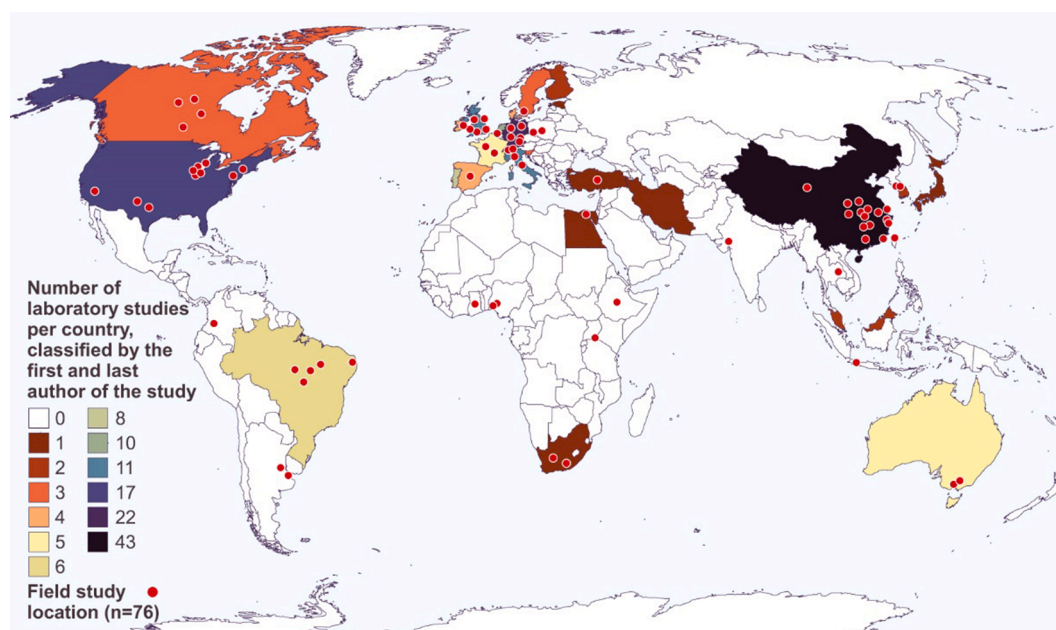 Number of
laboratory studies
per country,
classified by the
first and last
author of the study
0
1
2
3
4
5
6
8
10
11
17
22
43
Field study
location (n=76)